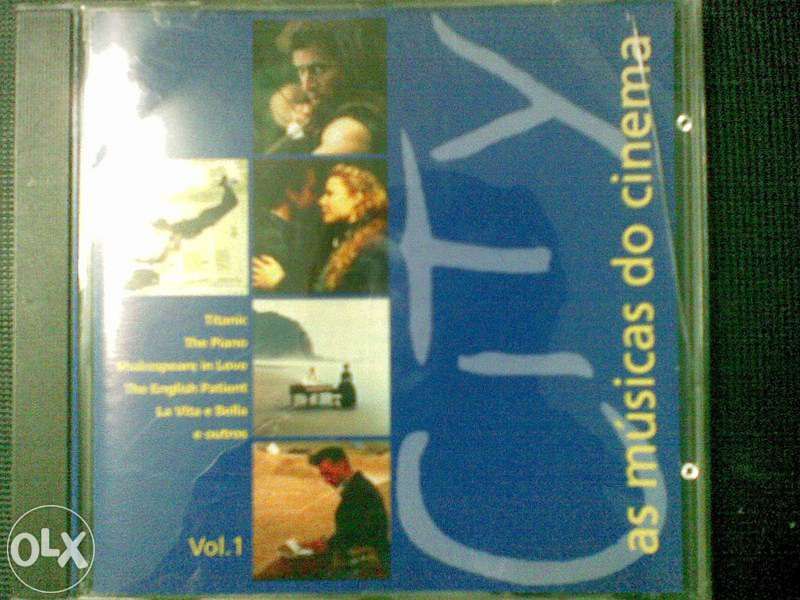 CITY
as músicas do cinema
Titanic
The Piano
Shakespeare in Love
The English Patient
La Vita e Bella
e outros
Vol.1
OLX